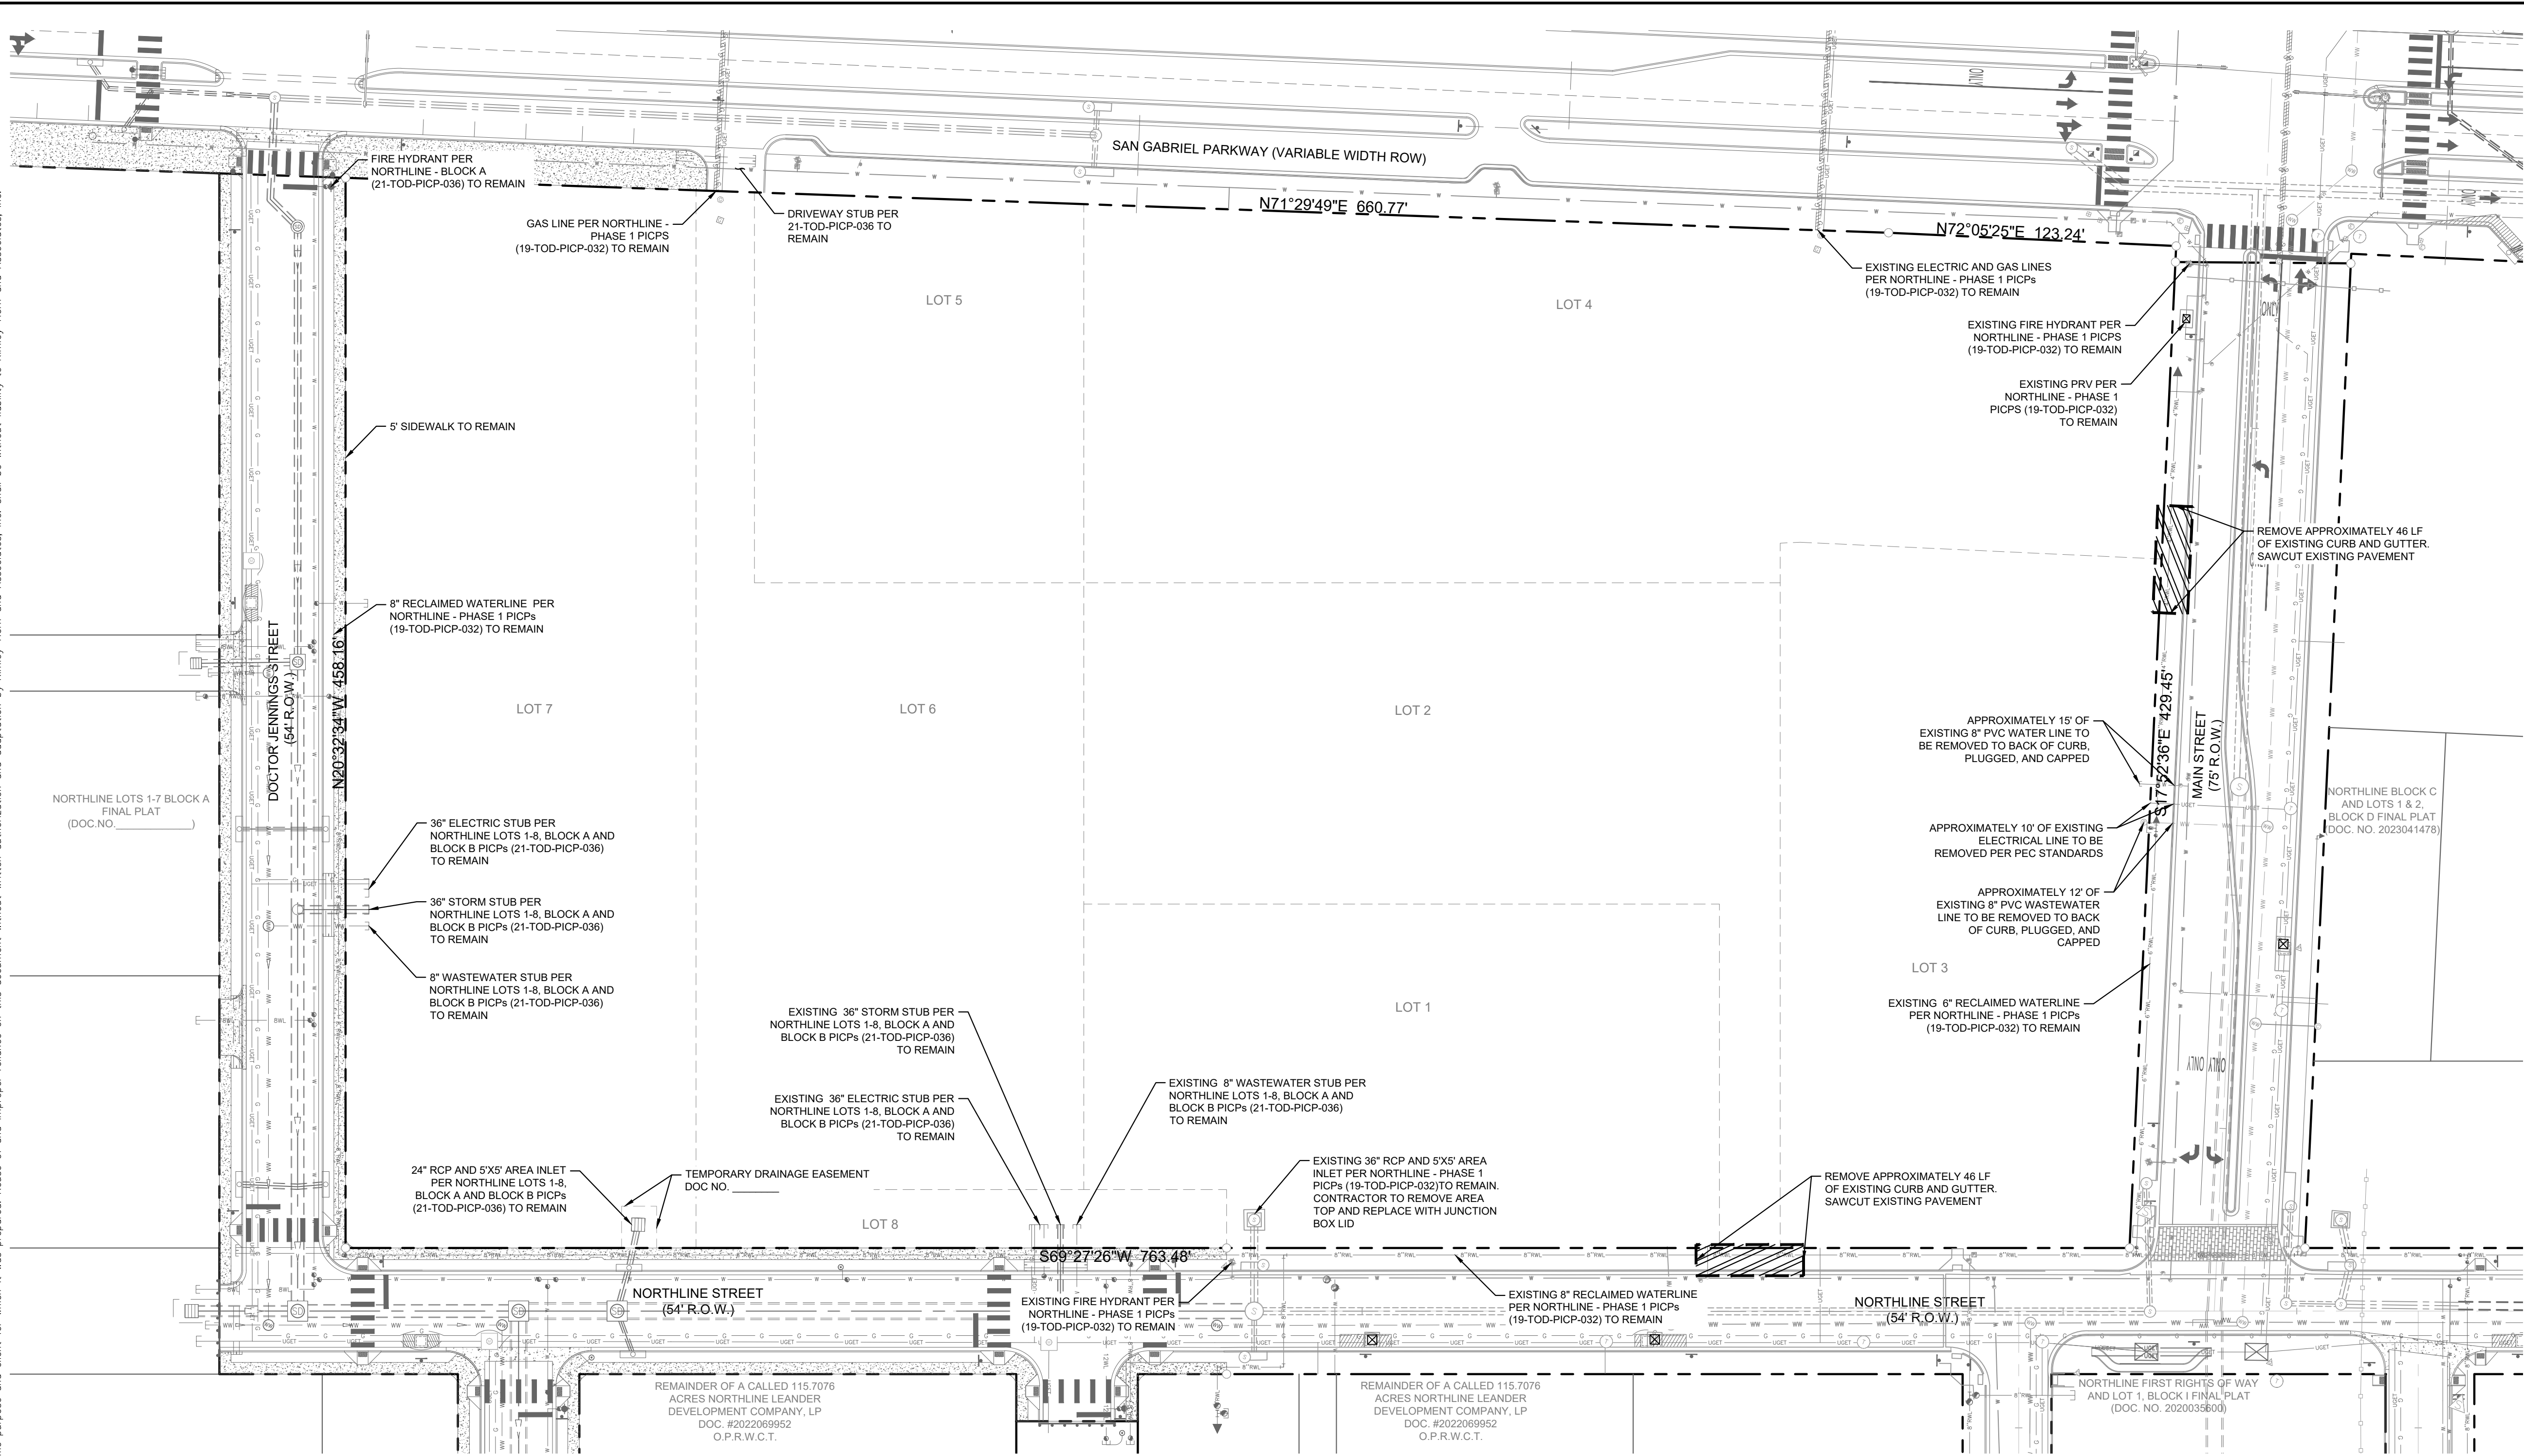 SAN GABRIEL PARKWAY (VARIABLE WIDTH ROW)
N71°29'49"E 660.77'
N72°05'25"E 123.24'
FIRE HYDRANT PER
NORTHLINE - BLOCK A
(21-TOD-PICP-036) TO REMAIN
GAS LINE PER NORTHLINE -
PHASE 1 PICPS
(19-TOD-PICP-032) TO REMAIN
DRIVEWAY STUB PER
21-TOD-PICP-036 TO
REMAIN
EXISTING ELECTRIC AND GAS LINES
PER NORTHLINE - PHASE 1 PICPs
(19-TOD-PICP-032) TO REMAIN
EXISTING FIRE HYDRANT PER
NORTHLINE - PHASE 1 PICPS
(19-TOD-PICP-032) TO REMAIN
EXISTING PRV PER
NORTHLINE - PHASE 1
PICPS (19-TOD-PICP-032)
TO REMAIN
LOT 5
LOT 4
5' SIDEWALK TO REMAIN
REMOVE APPROXIMATELY 46 LF
OF EXISTING CURB AND GUTTER.
SAWCUT EXISTING PAVEMENT
8" RECLAIMED WATERLINE PER
NORTHLINE - PHASE 1 PICPs
(19-TOD-PICP-032) TO REMAIN
DOCTOR JENNINGS STREET
(54' R.O.W.)
N20°32'34"W 458.16'
LOT 7
LOT 6
LOT 2
S17°52'36"E 429.45'
MAIN STREET
(75' R.O.W.)
APPROXIMATELY 15' OF
EXISTING 8" PVC WATER LINE TO
BE REMOVED TO BACK OF CURB,
PLUGGED, AND CAPPED
NORTHLINE LOTS 1-7 BLOCK A
FINAL PLAT
(DOC.NO.____________)
NORTHLINE BLOCK C
AND LOTS 1 & 2,
BLOCK D FINAL PLAT
(DOC. NO. 2023041478)
36" ELECTRIC STUB PER
NORTHLINE LOTS 1-8, BLOCK A AND
BLOCK B PICPs (21-TOD-PICP-036)
TO REMAIN
APPROXIMATELY 10' OF EXISTING
ELECTRICAL LINE TO BE
REMOVED PER PEC STANDARDS
36" STORM STUB PER
NORTHLINE LOTS 1-8, BLOCK A AND
BLOCK B PICPs (21-TOD-PICP-036)
TO REMAIN
APPROXIMATELY 12' OF
EXISTING 8" PVC WASTEWATER
LINE TO BE REMOVED TO BACK
OF CURB, PLUGGED, AND
CAPPED
8" WASTEWATER STUB PER
NORTHLINE LOTS 1-8, BLOCK A AND
BLOCK B PICPs (21-TOD-PICP-036)
TO REMAIN
LOT 3
LOT 1
EXISTING 6" RECLAIMED WATERLINE
PER NORTHLINE - PHASE 1 PICPs
(19-TOD-PICP-032) TO REMAIN
EXISTING 36" STORM STUB PER
NORTHLINE LOTS 1-8, BLOCK A AND
BLOCK B PICPs (21-TOD-PICP-036)
TO REMAIN
EXISTING 36" ELECTRIC STUB PER
NORTHLINE LOTS 1-8, BLOCK A AND
BLOCK B PICPs (21-TOD-PICP-036)
TO REMAIN
EXISTING 8" WASTEWATER STUB PER
NORTHLINE LOTS 1-8, BLOCK A AND
BLOCK B PICPs (21-TOD-PICP-036)
TO REMAIN
24" RCP AND 5'X5' AREA INLET
PER NORTHLINE LOTS 1-8,
BLOCK A AND BLOCK B PICPs
(21-TOD-PICP-036) TO REMAIN
TEMPORARY DRAINAGE EASEMENT
DOC NO. ________
LOT 8
EXISTING 36" RCP AND 5'X5' AREA
INLET PER NORTHLINE - PHASE 1
PICPs (19-TOD-PICP-032)TO REMAIN.
CONTRACTOR TO REMOVE AREA
TOP AND REPLACE WITH JUNCTION
BOX LID
REMOVE APPROXIMATELY 46 LF
OF EXISTING CURB AND GUTTER.
SAWCUT EXISTING PAVEMENT
S69°27'26"W 763.48'
NORTHLINE STREET
(54' R.O.W.)
EXISTING FIRE HYDRANT PER
NORTHLINE - PHASE 1 PICPs
(19-TOD-PICP-032) TO REMAIN
EXISTING 8" RECLAIMED WATERLINE
PER NORTHLINE - PHASE 1 PICPs
(19-TOD-PICP-032) TO REMAIN
NORTHLINE STREET
(54' R.O.W.)
REMAINDER OF A CALLED 115.7076
ACRES NORTHLINE LEANDER
DEVELOPMENT COMPANY, LP
DOC. #2022069952
O.P.R.W.C.T.
REMAINDER OF A CALLED 115.7076
ACRES NORTHLINE LEANDER
DEVELOPMENT COMPANY, LP
DOC. #2022069952
O.P.R.W.C.T.
NORTHLINE FIRST RIGHTS OF WAY
AND LOT 1, BLOCK I FINAL PLAT
(DOC. NO. 2020035600)
ONLY
ONLY
ONLY
ONLY ONLY